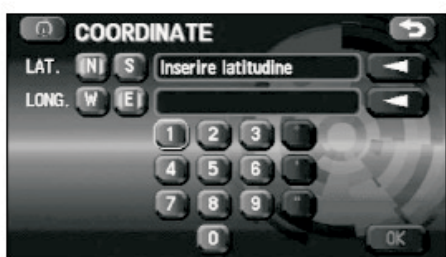 COORDINATE
LAT. N S Inserire latitudine
LONG. W E
1 2 3 °
4 5 6 '
7 8 9 "
0 OK